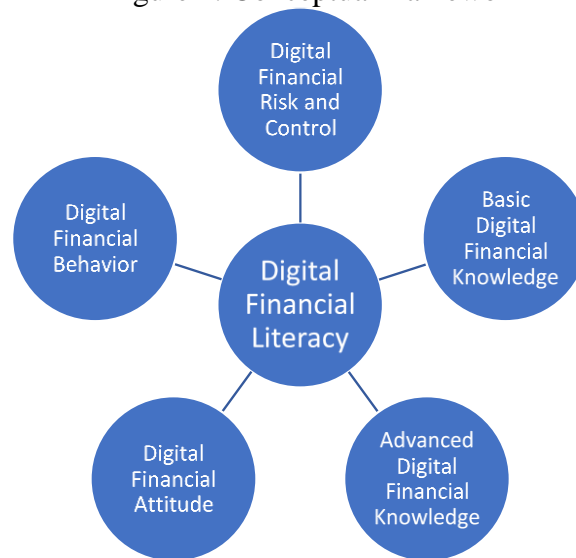 Digital
Financial
Risk and
Control
Basic
Digital
Financial
Knowledge
Advanced
Digital
Financial
Knowledge
Digital
Financial
Attitude
Digital
Financial
Behavior
Digital
Financial
Literacy